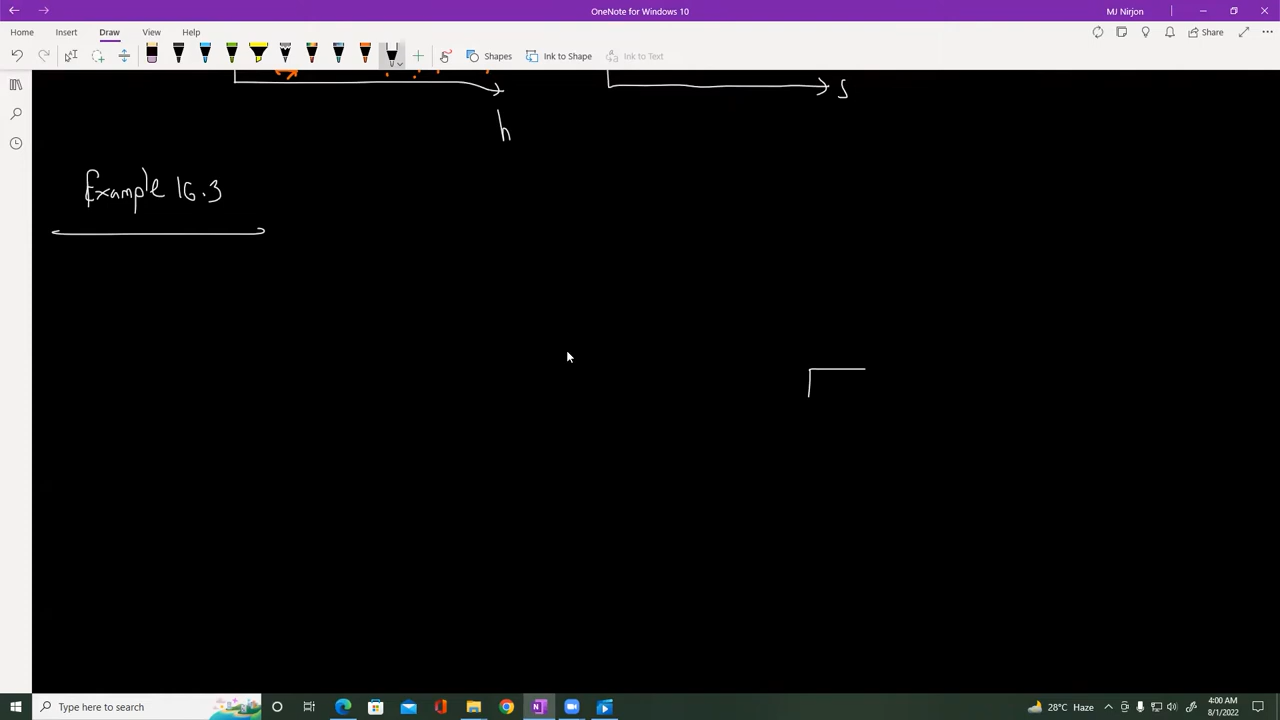 OneNote for Windows 10
MJ Nirjon
Home Insert Draw View Help
Share
Shapes
Ink to Shape
Ink to Text
s
h
Example 16.3
Type here to search
28°C Haze
4:00 AM
8/1/2022